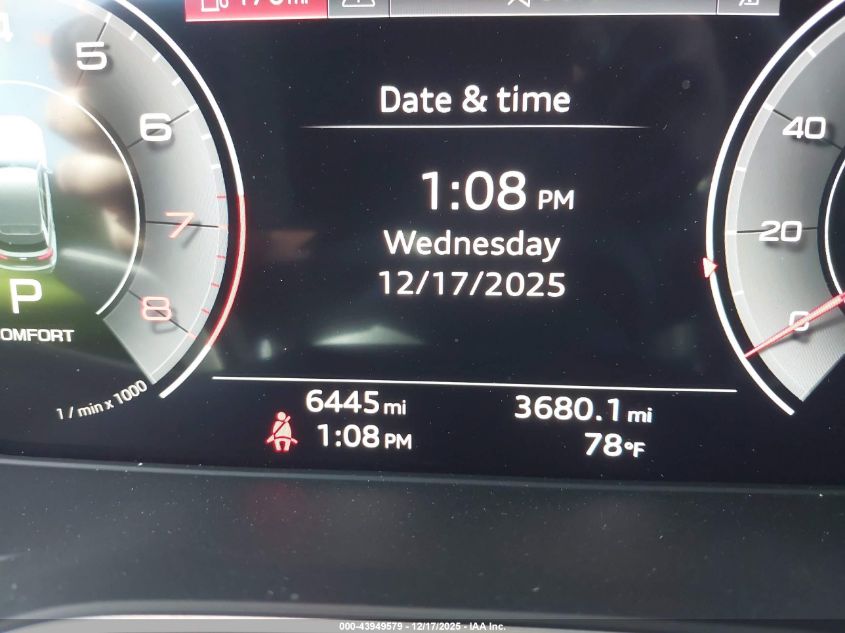 5
6
7
8
P
COMFORT
1 / min x 1000
Date & time
1:08 PM
Wednesday
12/17/2025
40
20
0
6445 mi
1:08 PM
3680.1 mi
78°F
000-43949579 - 12/17/2025 - IAA Inc.